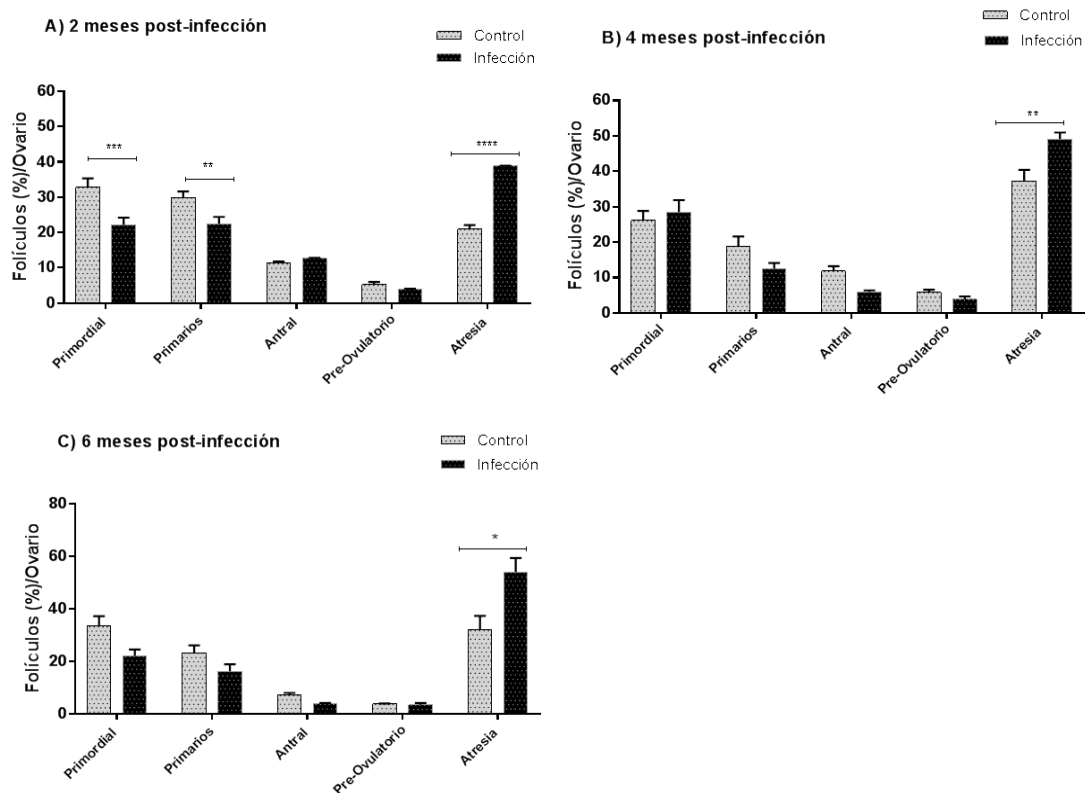 A) 2 meses post-infección
Control
Infección
Folículos (%)/Ovario
60
50
40
30
20
10
0
***
**
****
Primordial
Primarios
Antral
Pre-Ovulatorio
Atresia
B) 4 meses post-infección
Control
Infección
Folículos (%)/Ovario
60
50
40
30
20
10
0
**
Primordial
Primarios
Antral
Pre-Ovulatorio
Atresia
C) 6 meses post-infección
Control
Infección
Folículos (%)/Ovario
80
60
40
20
0
*
Primordial
Primarios
Antral
Pre-Ovulatorio
Atresia